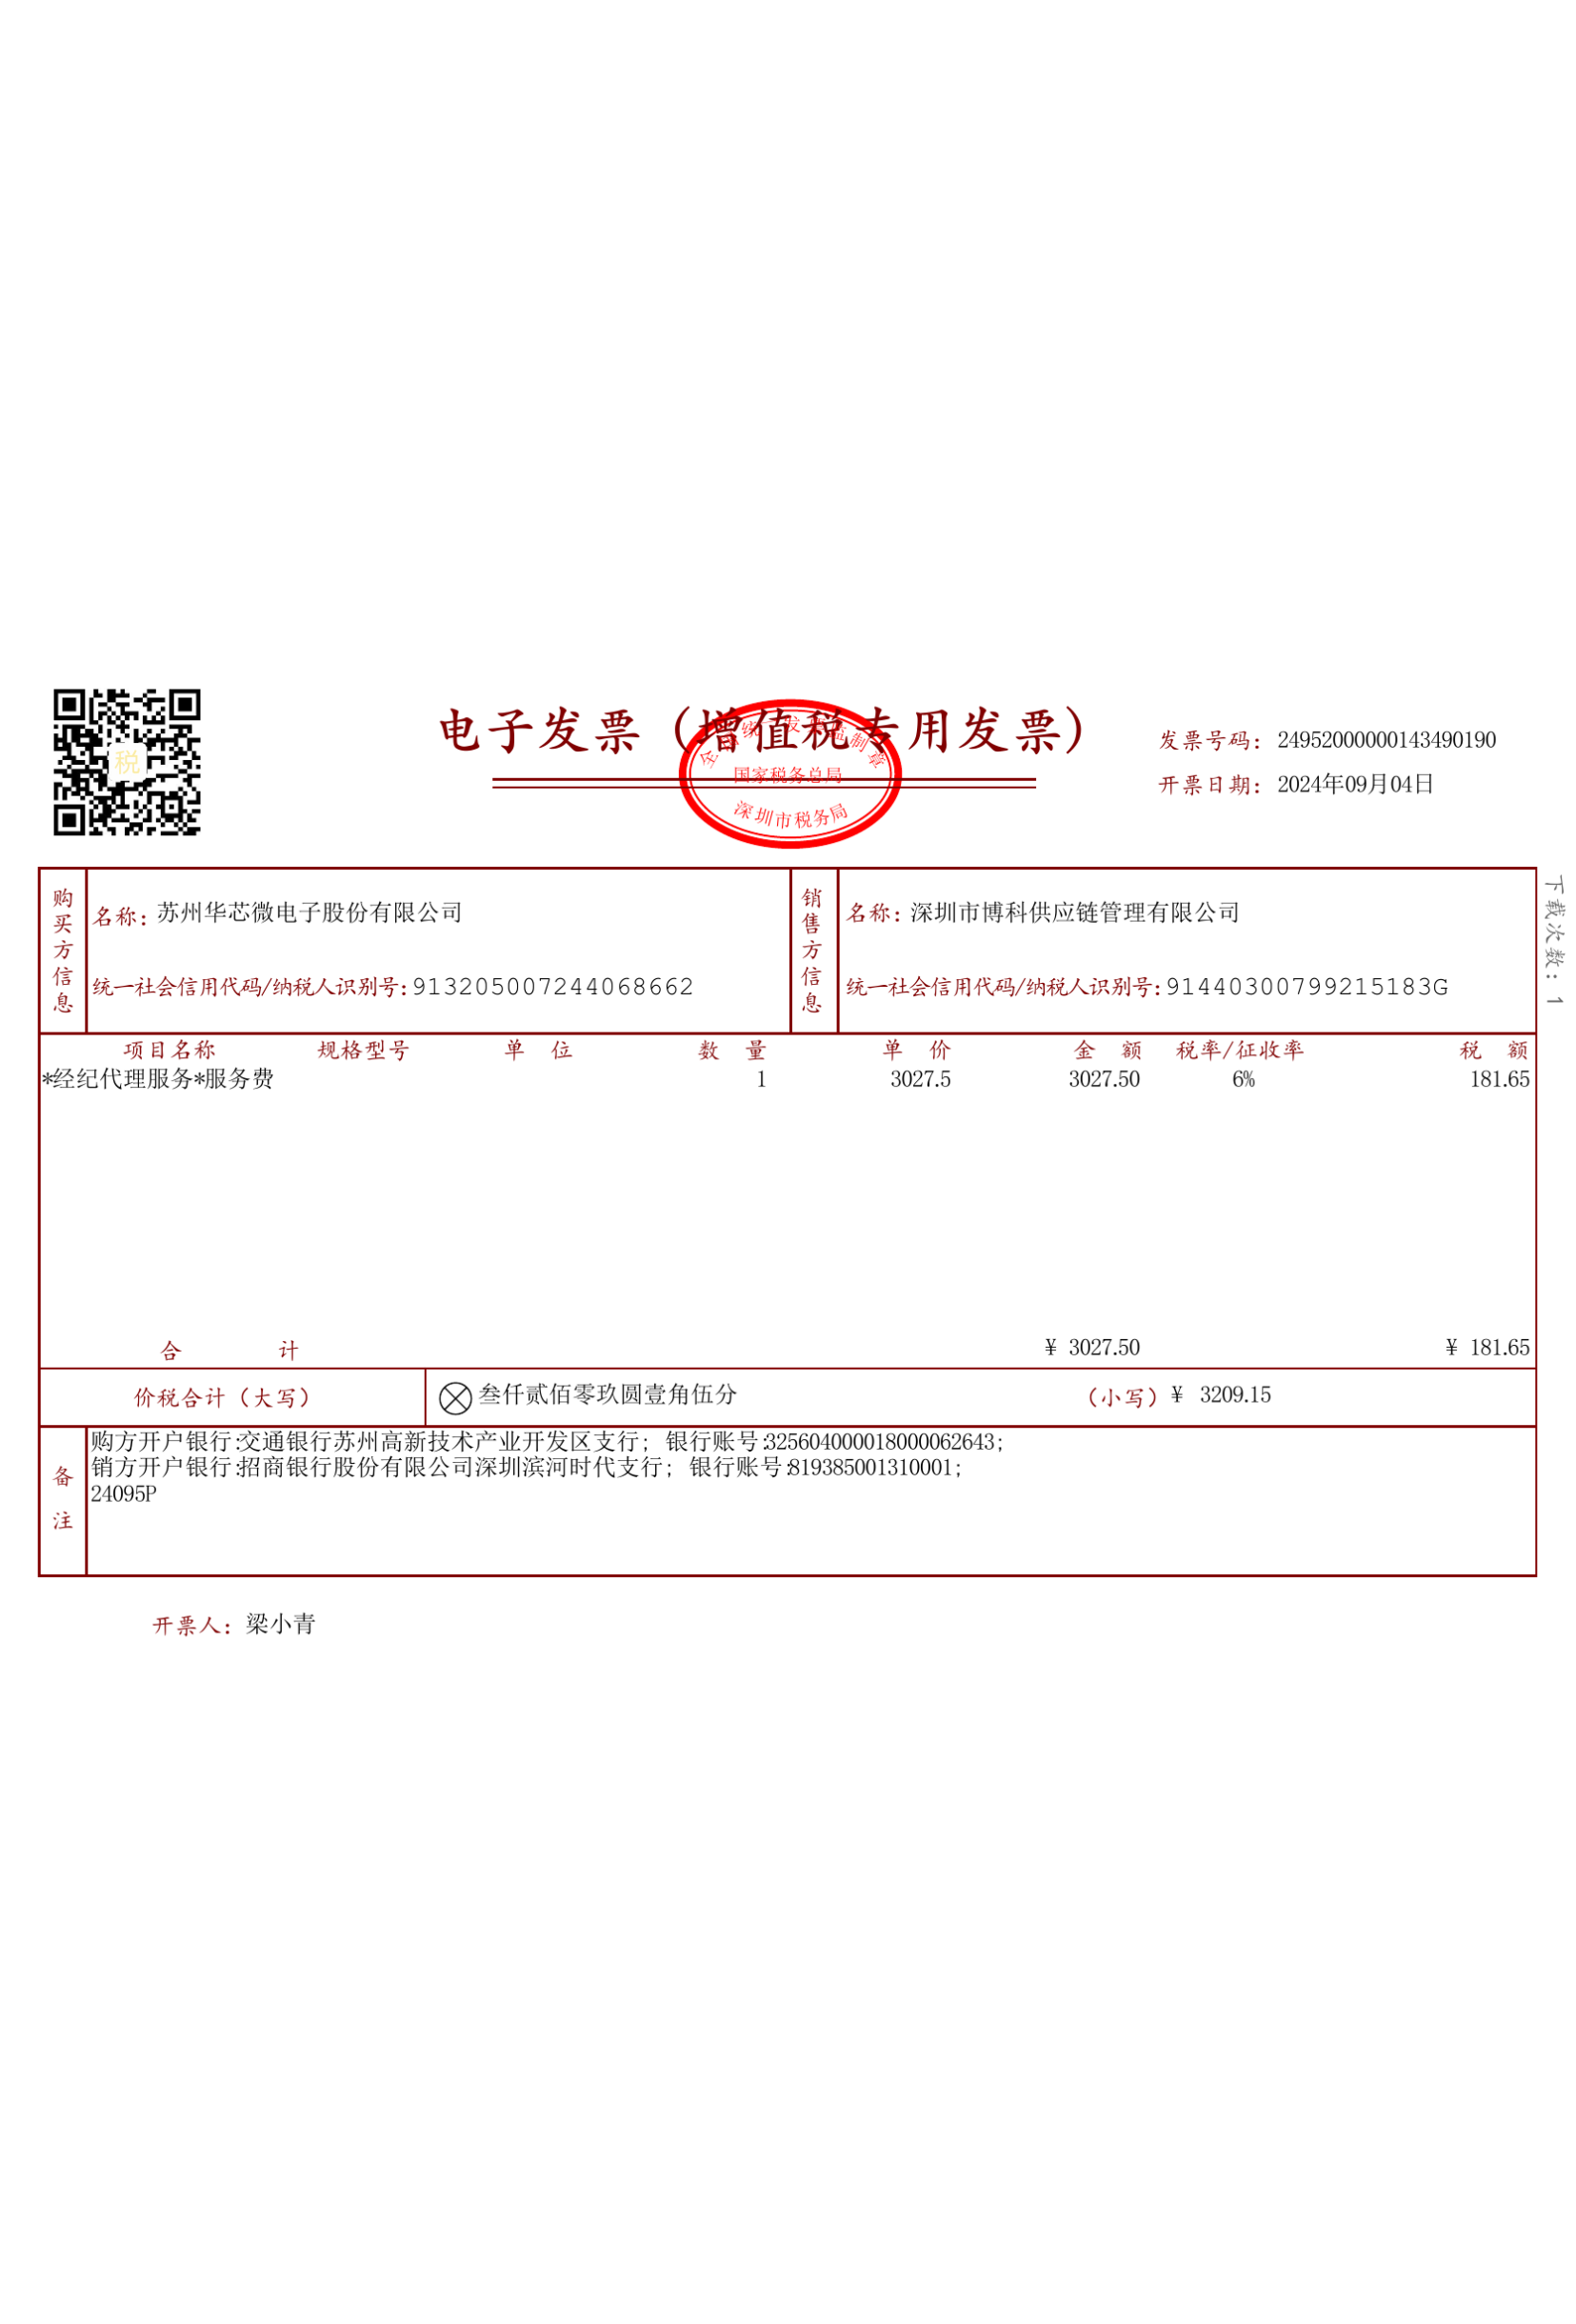 税
电子发票（增值税专用发票）
全国统一发票监制章
国家税务总局
深圳市税务局
发票号码：24952000000143490190
开票日期：2024年09月04日
下载次数：1
购买方信息
名称：苏州华芯微电子股份有限公司
统一社会信用代码/纳税人识别号：913205007244068662
销售方信息
名称：深圳市博科供应链管理有限公司
统一社会信用代码/纳税人识别号：91440300799215183G
项目名称 规格型号 单 位 数 量 单 价 金 额 税率/征收率 税 额
*经纪代理服务*服务费 1 3027.5 3027.50 6% 181.65
合 计 ¥ 3027.50 ¥ 181.65
价税合计（大写） 叁仟贰佰零玖圆壹角伍分 （小写）¥ 3209.15
备注
购方开户银行:交通银行苏州高新技术产业开发区支行; 银行账号:325604000018000062643;
销方开户银行:招商银行股份有限公司深圳滨河时代支行; 银行账号:819385001310001;
24095P
开票人：梁小青